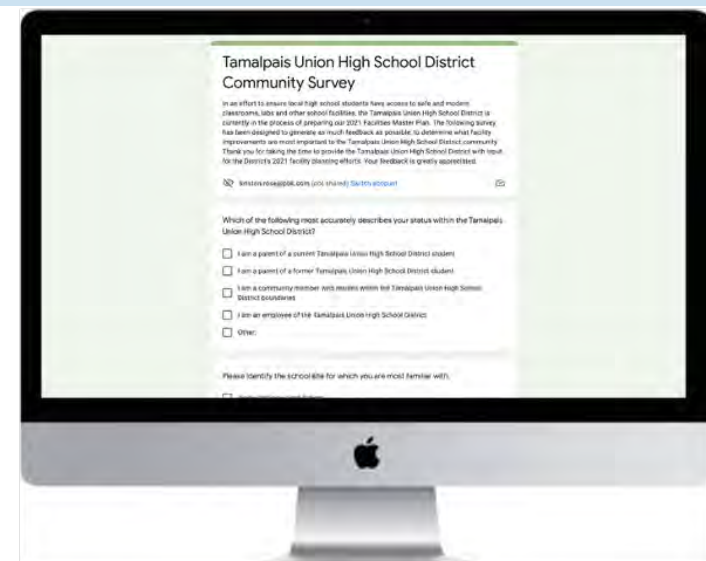 Tamalpais Union High School District
Community Survey
In an effort to ensure local high school students have access to safe and modern
classrooms, labs and other school facilities, the Tamalpais Union High School District is
currently in the process of preparing our 2021 Facilities Master Plan. The following survey
has been designed to generate as much feedback as possible, to determine what facility
improvements are most important to the Tamalpais Union High School District community.
Thank you for taking the time to provide the Tamalpais Union High School District with input
for the District's 2021 facility planning efforts. Your feedback is greatly appreciated.
(not shared) Switch account
Which of the following most accurately describes your status within the Tamalpais
Union High School District?
I am a parent of a current Tamalpais Union High School District student
I am a parent of a former Tamalpais Union High School District student
I am a community member who resides within the Tamalpais Union High School
District boundaries
I am an employee of the Tamalpais Union High School District
Other:
Please identify the school site for which you are most familiar with.